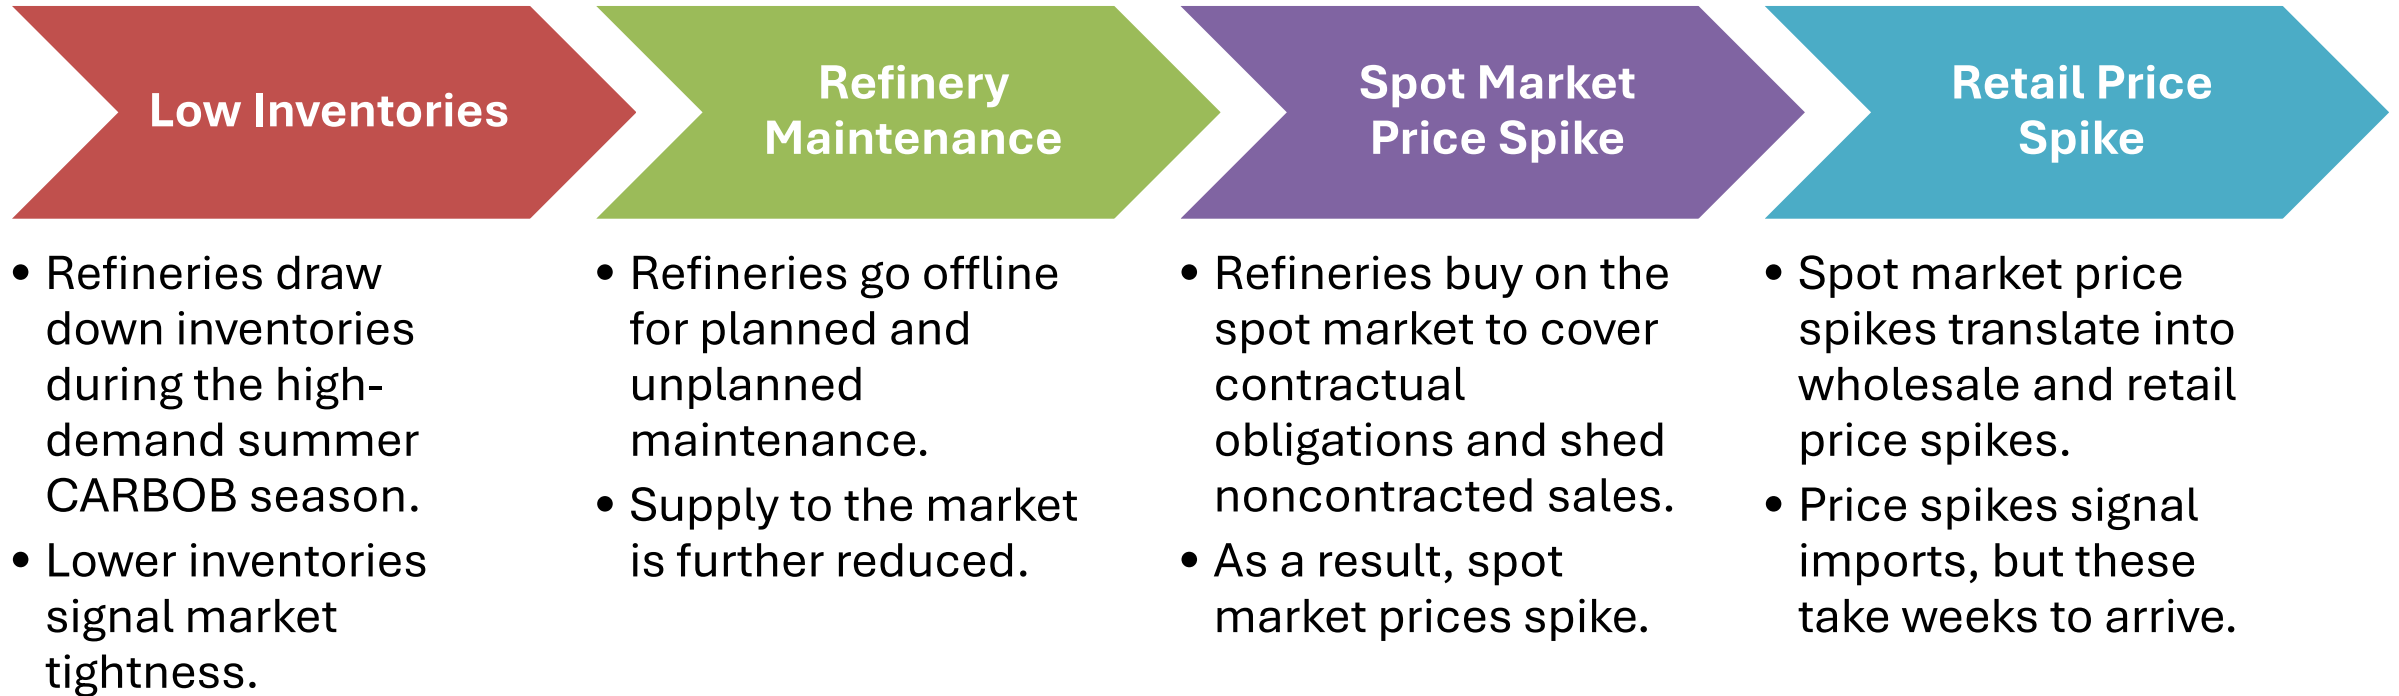 Low Inventories
• Refineries draw
down inventories
during the high-
demand summer
CARBOB season.
• Lower inventories
signal market
tightness.
Refinery
Maintenance
• Refineries go offline
for planned and
unplanned
maintenance.
• Supply to the market
is further reduced.
Spot Market
Price Spike
• Refineries buy on the
spot market to cover
contractual
obligations and shed
noncontracted sales.
• As a result, spot
market prices spike.
Retail Price
Spike
• Spot market price
spikes translate into
wholesale and retail
price spikes.
• Price spikes signal
imports, but these
take weeks to arrive.